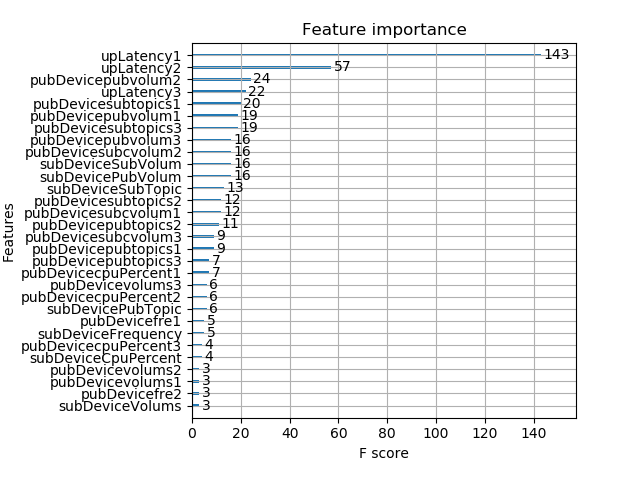 Feature importance
Features
upLatency1 143
upLatency2 57
pubDevicepubvolum2 24
upLatency3 22
pubDevicesubtopics1 20
pubDevicepubvolum1 19
pubDevicesubtopics3 19
pubDevicepubvolum3 16
pubDevicesubcvolum2 16
subDeviceSubVolum 16
subDevicePubVolum 16
subDeviceSubTopic 13
pubDevicesubtopics2 12
pubDevicesubcvolum1 12
pubDevicepubtopics2 11
pubDevicesubcvolum3 9
pubDevicepubtopics1 9
pubDevicepubtopics3 7
pubDevicecpuPercent1 7
pubDevicevolums3 6
pubDevicecpuPercent2 6
subDevicePubTopic 6
pubDevicefre1 5
subDeviceFrequency 5
pubDevicecpuPercent3 4
subDeviceCpuPercent 4
pubDevicevolums2 3
pubDevicevolums1 3
pubDevicefre2 3
subDeviceVolums 3
0 20 40 60 80 100 120 140
F score